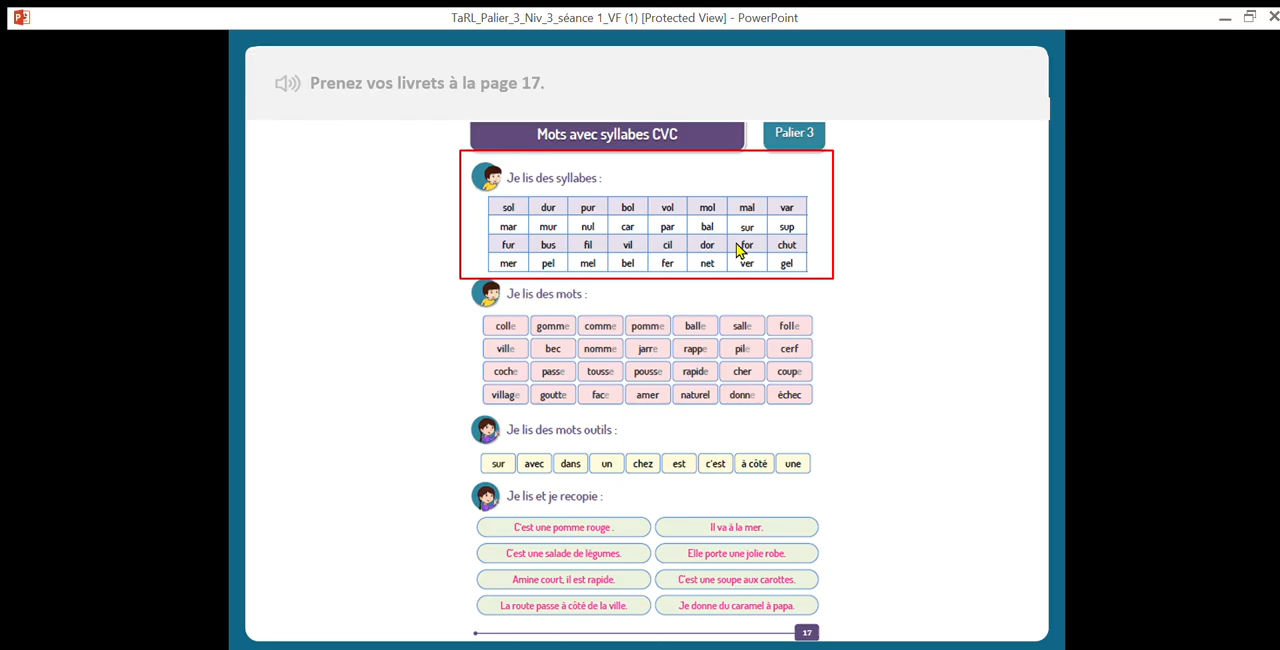 TaRL_Palier_3_Niv_3_séance 1_VF (1) [Protected View] - PowerPoint
Prenez vos livrets à la page 17.
Mots avec syllabes CVC
Palier 3
Je lis des syllabes :
sol dur pur bol vol mol mal var
mar mur nul car par bal sur sup
fur bus fil vil cil dor for chut
mer pel mel bel fer net ver gel
Je lis des mots :
colle gomme comme pomme balle salle folle
ville bec nomme jarre rappe pile cerf
coche passe tousse pousse rapide cher coupe
village goutte face amer naturel donne échec
Je lis des mots outils :
sur avec dans un chez est c'est à côté une
Je lis et je recopie :
C'est une pomme rouge . Il va à la mer.
C'est une salade de légumes. Elle porte une jolie robe.
Amine court, il est rapide. C'est une soupe aux carottes.
La route passe à côté de la ville. Je donne du caramel à papa.
17